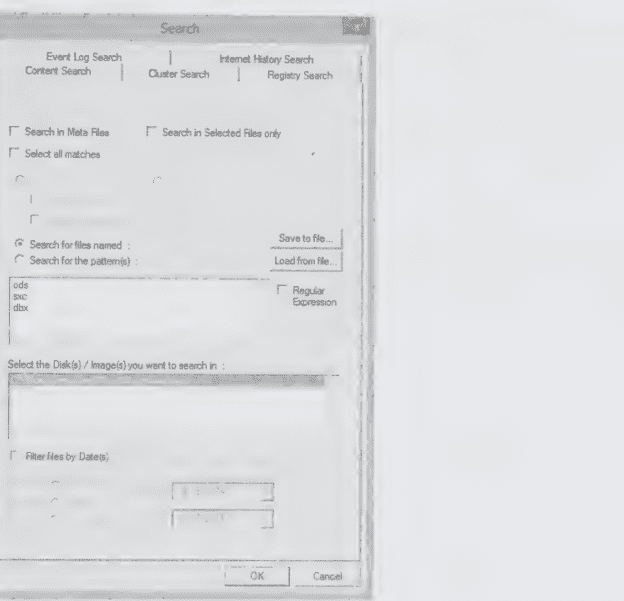 Search
Event Log Search
Internet History Search
Content Search
Cluster Search
Registry Search
Search in Meta Files
Search in Selected Files only
Select all matches
Search for files named :
Save to file...
Search for the pattern(s) :
Load from file...
ods
sxc
dbx
Regular
Expression
Select the Disk(s) / Image(s) you want to search in :
Filter files by Date(s)
OK
Cancel